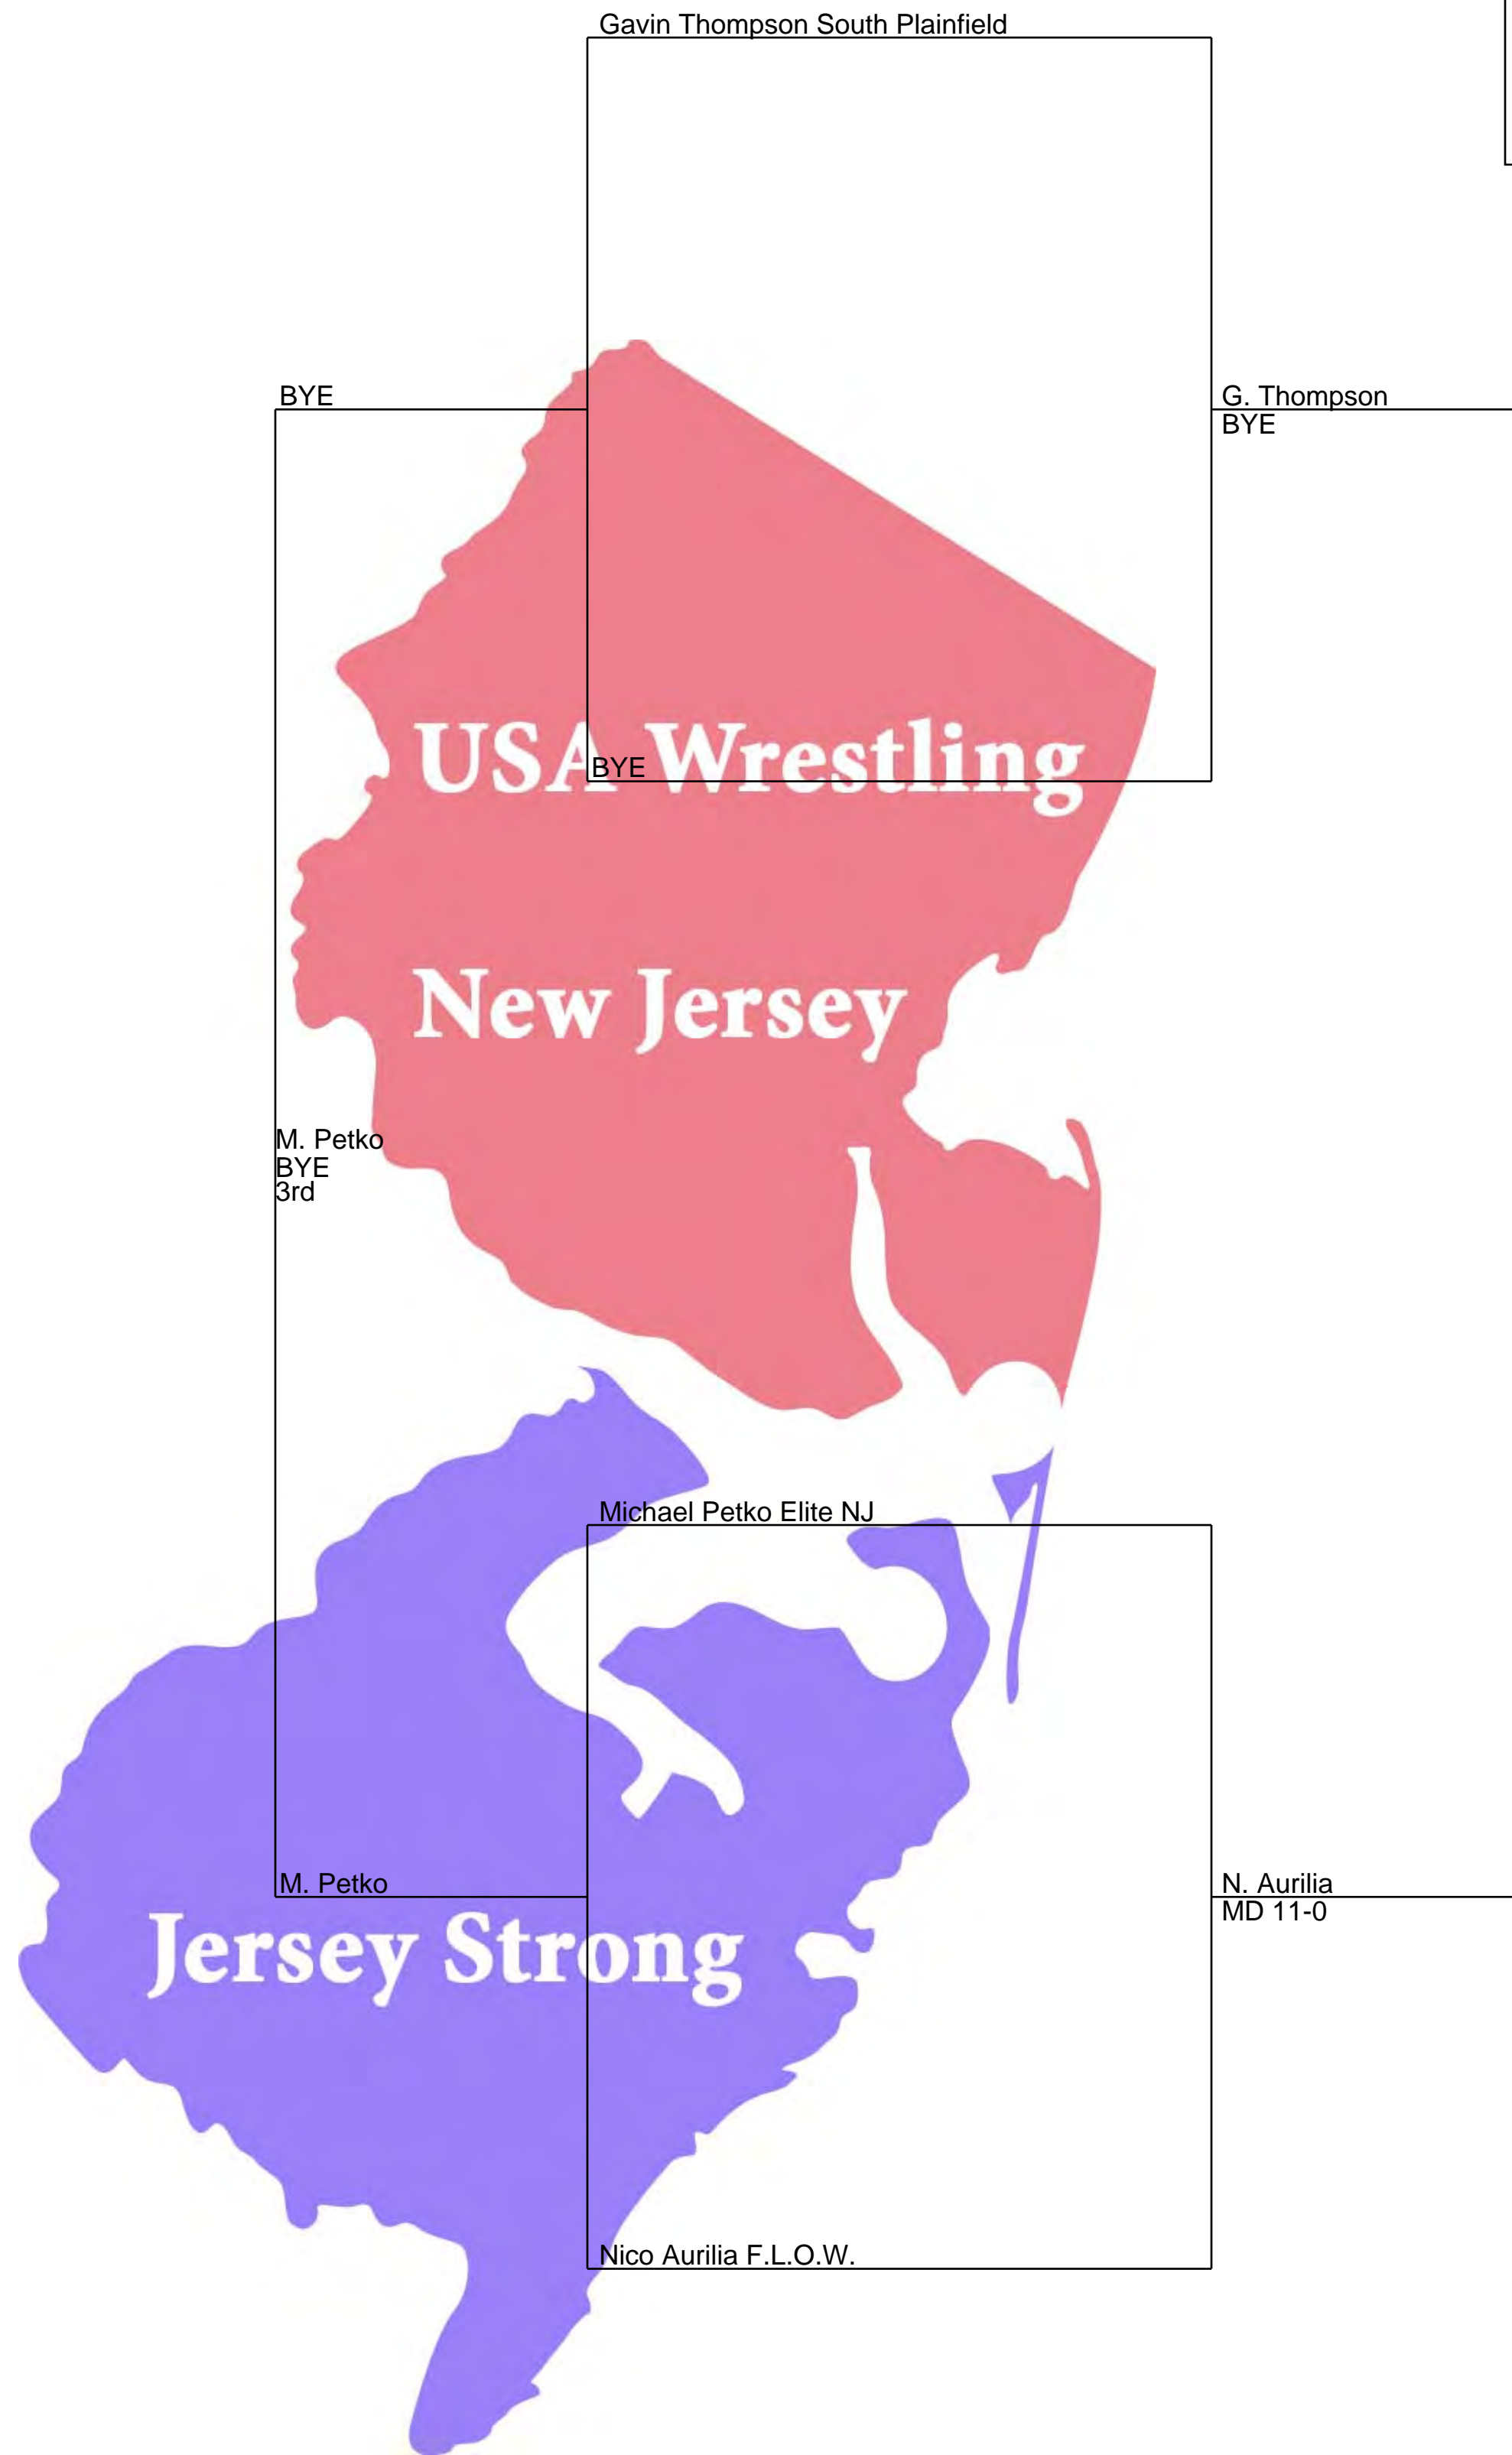 Gavin Thompson South Plainfield
BYE
G. Thompson
BYE
USA Wrestling
BYE
New Jersey
M. Petko
BYE
3rd
Michael Petko Elite NJ
M. Petko
N. Aurilia
MD 11-0
Jersey Strong
Nico Aurilia F.L.O.W.